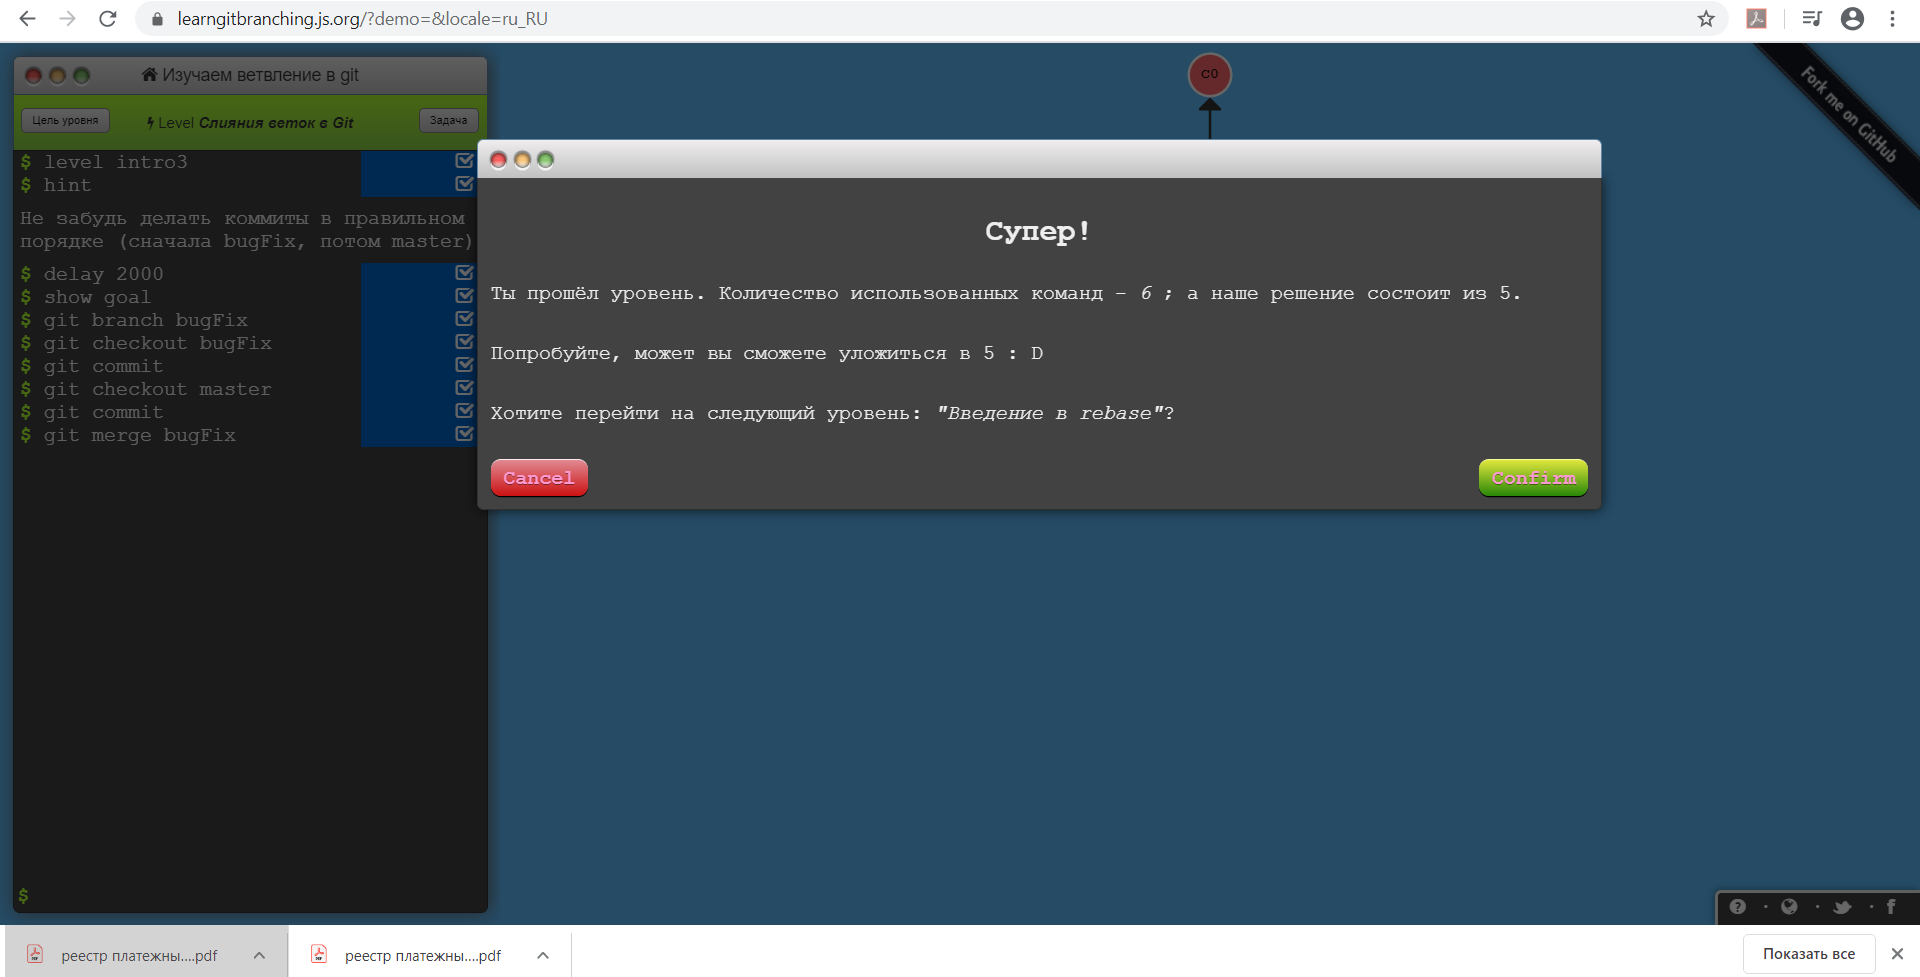 learngitbranching.js.org/?demo=&locale=ru_RU
Изучаем ветвление в git
Цель уровня
Level Слияния веток в Git
Задача
$ level intro3
$ hint
Не забудь делать коммиты в правильном
порядке (сначала bugFix, потом master)
$ delay 2000
$ show goal
$ git branch bugFix
$ git checkout bugFix
$ git commit
$ git checkout master
$ git commit
$ git merge bugFix
$
C0
Fork me on GitHub
Супер!
Ты прошёл уровень. Количество использованных команд – 6 ; а наше решение состоит из 5.
Попробуйте, может вы сможете уложиться в 5 : D
Хотите перейти на следующий уровень: "Введение в rebase"?
Cancel
Confirm
реестр платежны....pdf
реестр платежны....pdf
Показать все